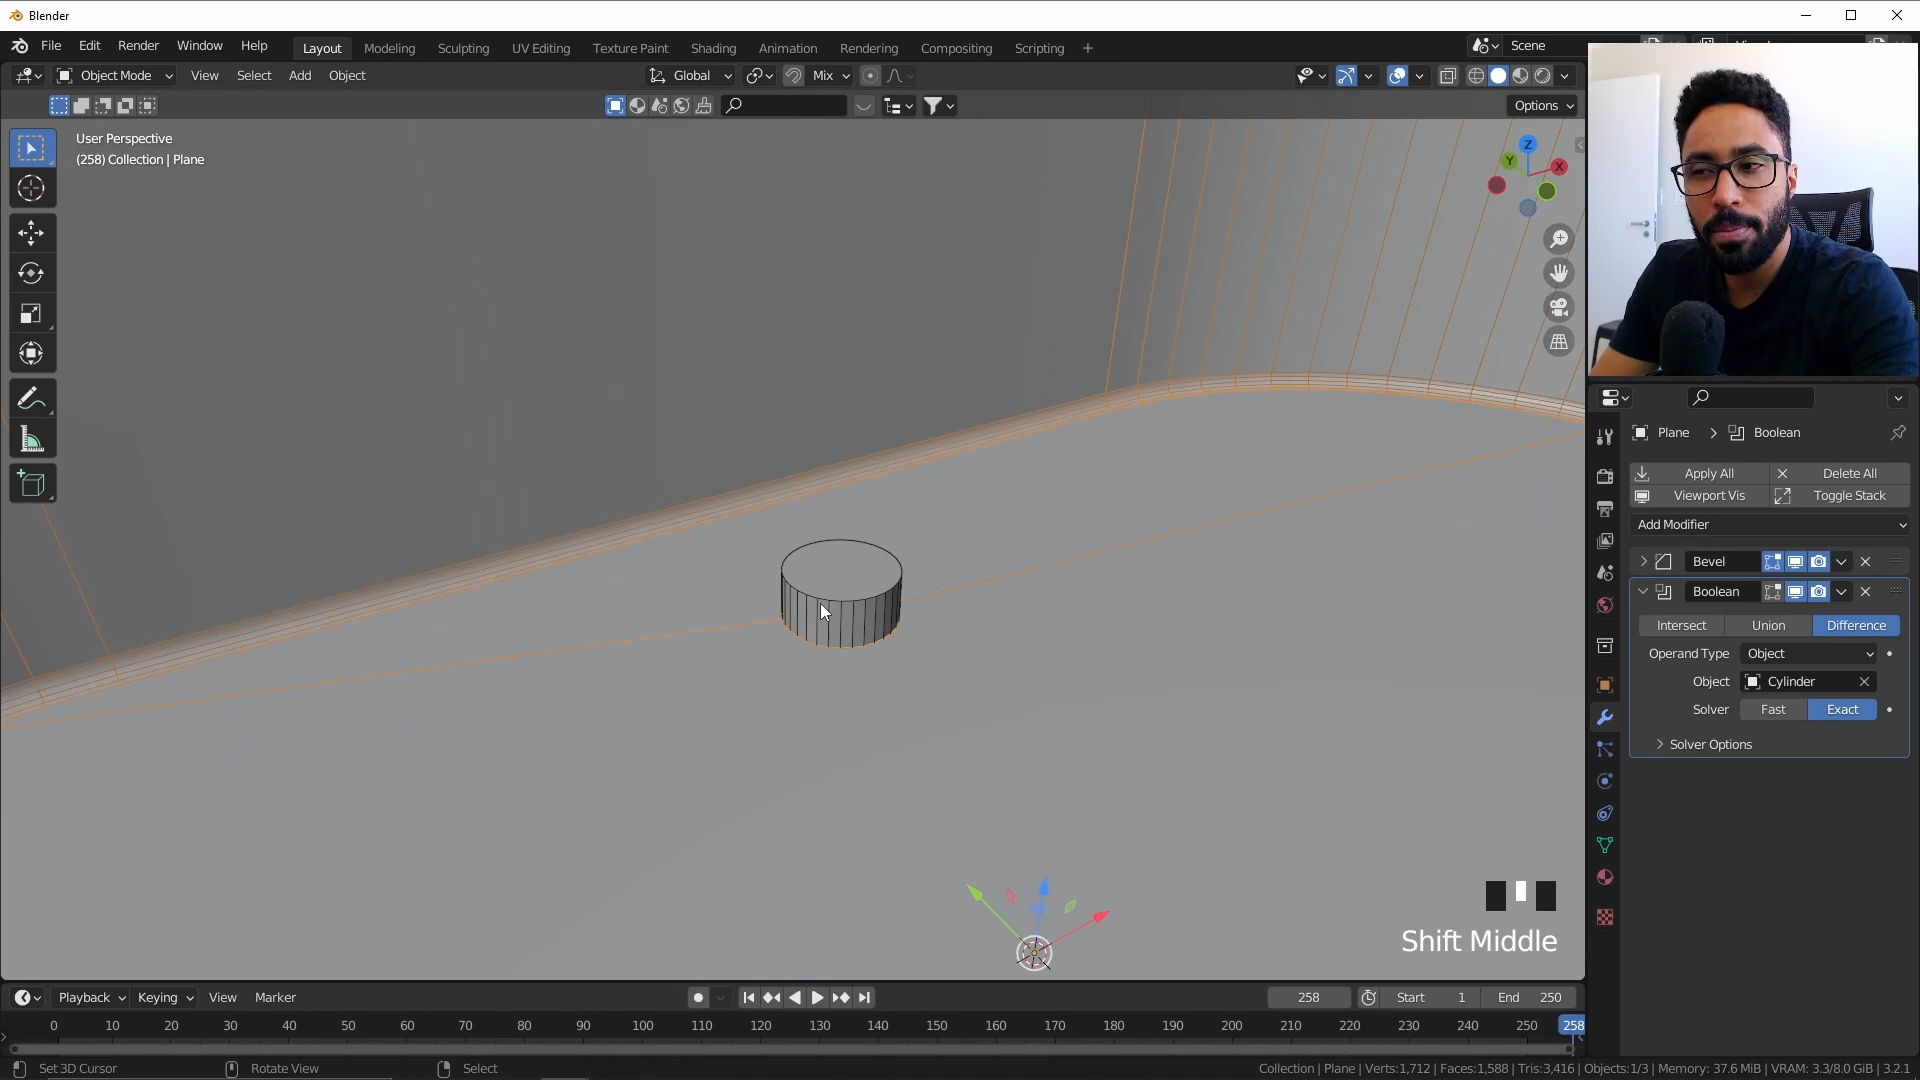 Blender
File Edit Render Window Help Layout Modeling Sculpting UV Editing Texture Paint Shading Animation Rendering Compositing Scripting + Scene
Object Mode View Select Add Object Global Mix
Options
User Perspective
(258) Collection | Plane
Z
Y
X
Plane > Boolean
Apply All Delete All
Viewport Vis Toggle Stack
Add Modifier
Bevel
Boolean
Intersect Union Difference
Operand Type Object
Object Cylinder
Solver Fast Exact
Solver Options
Shift Middle
Playback Keying View Marker 258 Start 1 End 250
0 10 20 30 40 50 60 70 80 90 100 110 120 130 140 150 160 170 180 190 200 210 220 230 240 250 258
Set 3D Cursor Rotate View Select Collection | Plane | Verts:1,712 | Faces:1,588 | Tris:3,416 | Objects:1/3 | Memory: 37.6 MiB | VRAM: 3.3/8.0 GiB | 3.2.1